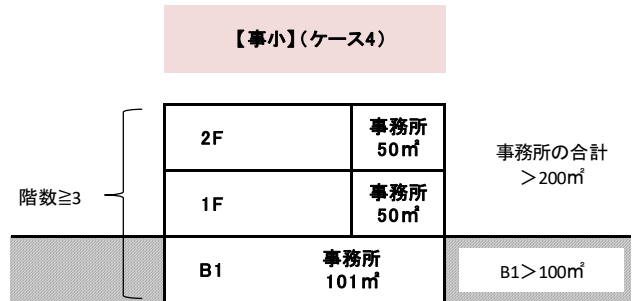 【事小】(ケース4)
2F
事務所
50㎡
事務所の合計
＞200㎡
階数≧3
1F
事務所
50㎡
B1
事務所
101㎡
B1＞100㎡